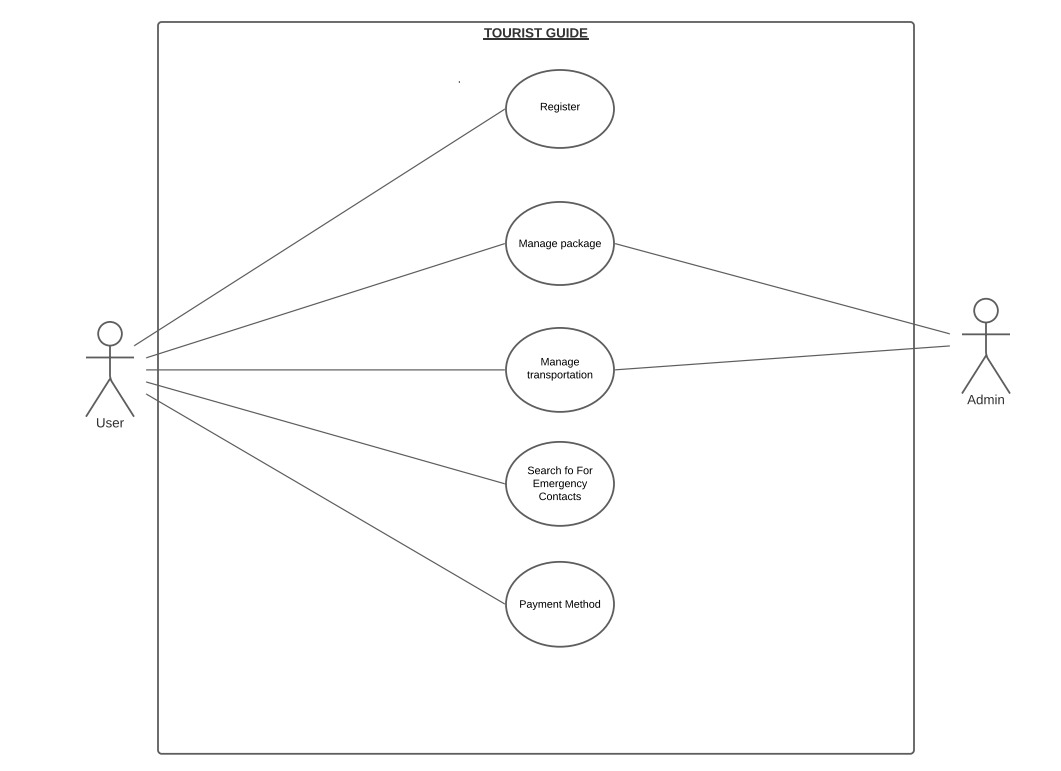 TOURIST GUIDE
Register
Manage package
Manage
transportation
User
Admin
Search fo For
Emergency
Contacts
Payment Method